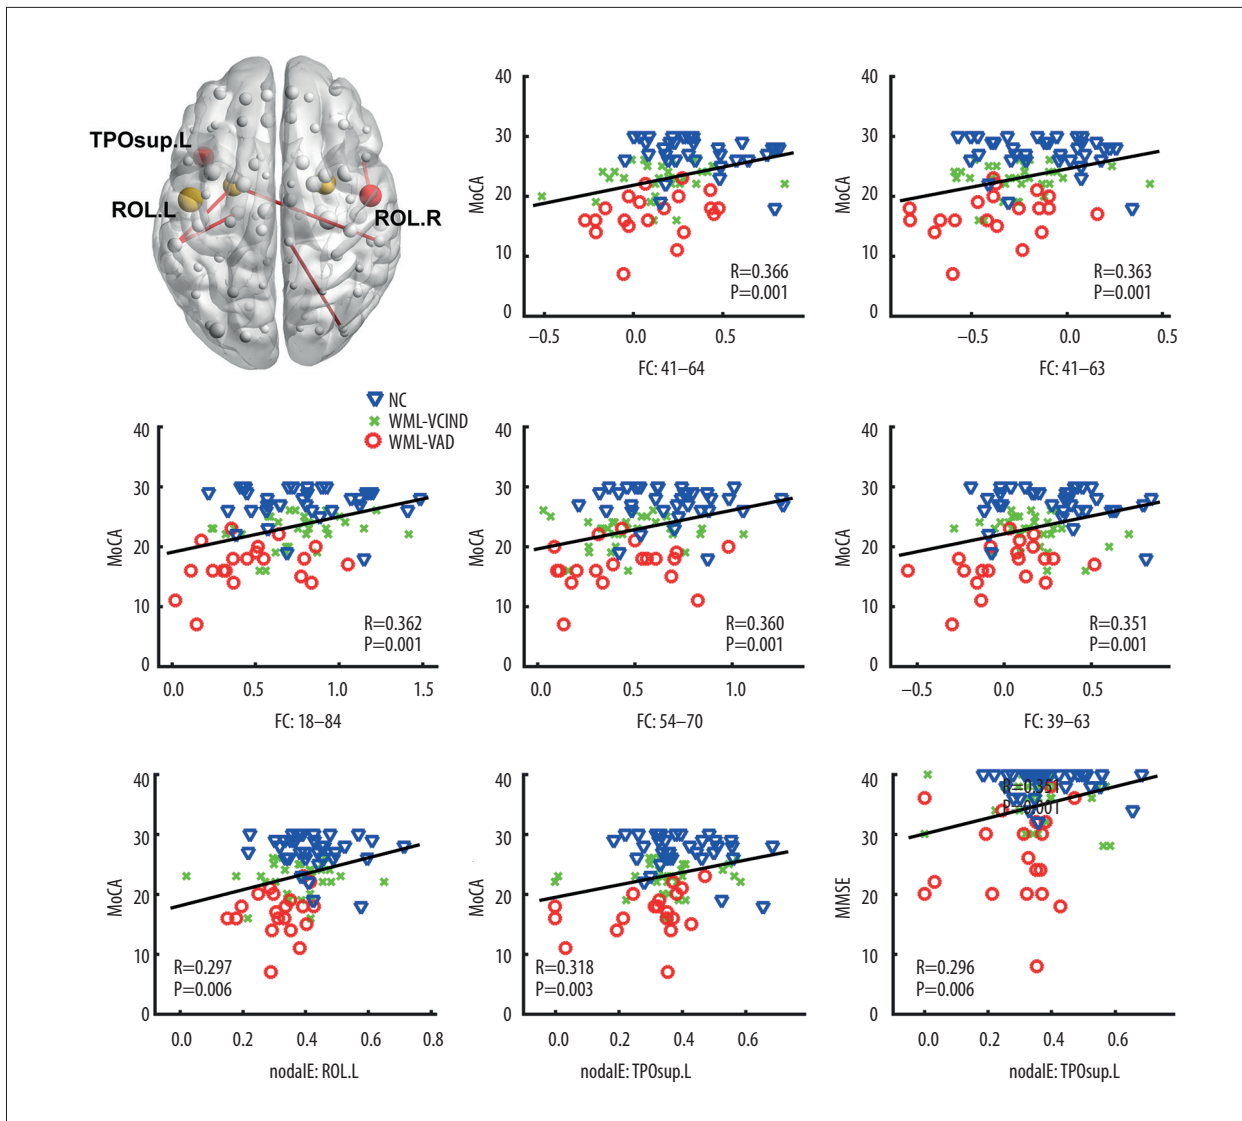 TPOsup.L
ROL.L
ROL.R
MoCA
40
30
20
10
0
R=0.366
P=0.001
−0.5 0.0 0.5
FC: 41–64
MoCA
40
30
20
10
0
R=0.363
P=0.001
−0.5 0.0 0.5
FC: 41–63
NC
WML-VCIND
WML-VAD
MoCA
40
30
20
10
0
R=0.362
P=0.001
0.0 0.5 1.0 1.5
FC: 18–84
MoCA
40
30
20
10
0
R=0.360
P=0.001
0.0 0.5 1.0
FC: 54–70
MoCA
40
30
20
10
0
R=0.351
P=0.001
−0.5 0.0 0.5
FC: 39–63
MoCA
40
30
20
10
0
R=0.297
P=0.006
0.0 0.2 0.4 0.6 0.8
nodalE: ROL.L
MoCA
40
30
20
10
0
R=0.318
P=0.003
0.0 0.2 0.4 0.6
nodalE: TPOsup.L
MMSE
40
30
20
10
0
R=0.351
P=0.001
R=0.296
P=0.006
0.0 0.2 0.4 0.6
nodalE: TPOsup.L